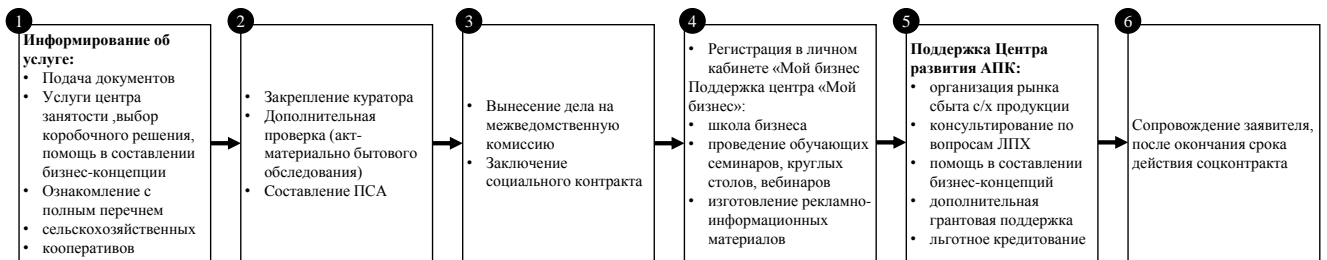 1
Информирование об
услуге:
• Подача документов
• Услуги центра
занятости ,выбор
коробочного решения,
помощь в составлении
бизнес-концепции
• Ознакомление с
полным перечнем
• сельскохозяйственных
• кооперативов
2
• Закрепление куратора
• Дополнительная
проверка (акт-
материально бытового
обследования)
• Составление ПСА
3
• Вынесение дела на
межведомственную
комиссию
• Заключение
социального контракта
4
• Регистрация в личном
кабинете «Мой бизнес
Поддержка центра «Мой
бизнес»:
• школа бизнеса
• проведение обучающих
семинаров, круглых
столов, вебинаров
• изготовление рекламно-
информационных
материалов
5
Поддержка Центра
развития АПК:
• организация рынка
сбыта с/х продукции
• консультирование по
вопросам ЛПХ
• помощь в составлении
бизнес-концепций
• дополнительная
грантовая поддержка
• льготное кредитование
6
Сопровождение заявителя,
после окончания срока
действия соцконтракта